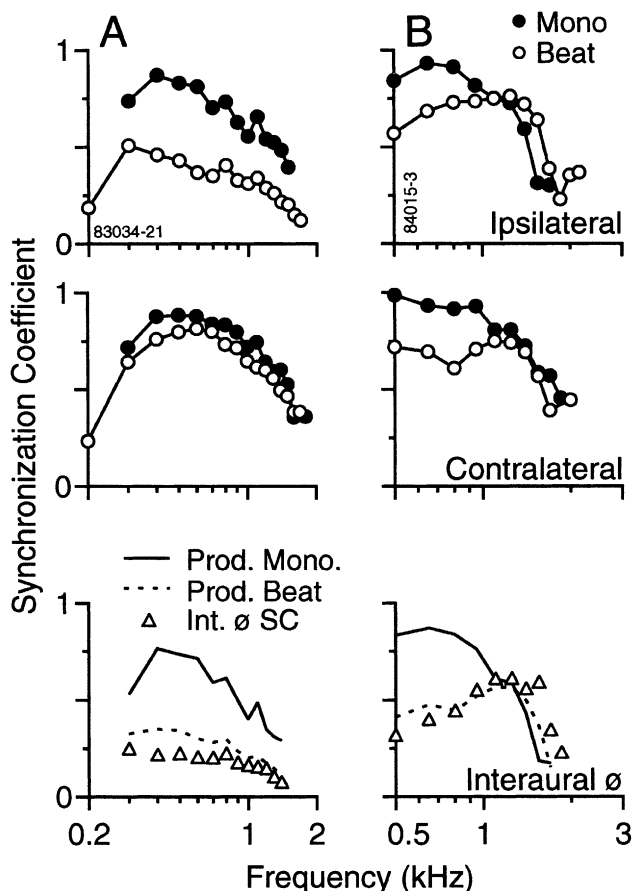 A
B
Mono
Beat
1
83034-21
84015-3
Ipsilateral
0
1
Contralateral
0
Synchronization Coefficient
Prod. Mono.
Prod. Beat
Int. ø SC
1
Interaural ø
0
0.2 1 2 0.5 1 3
Frequency (kHz)